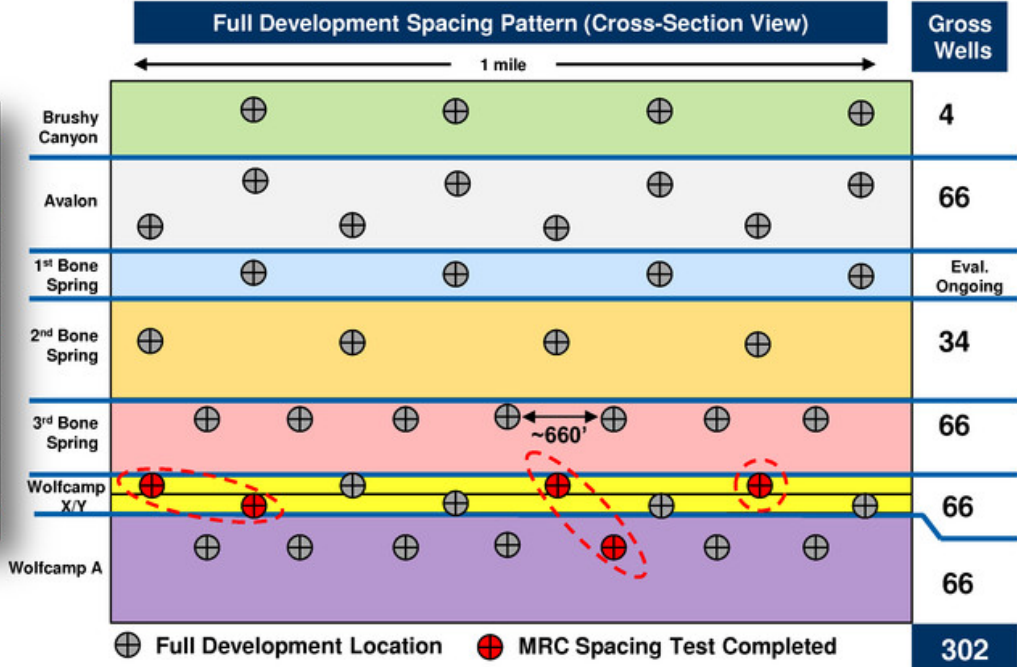 Full Development Spacing Pattern (Cross-Section View)
Gross
Wells
1 mile
Brushy
Canyon
4
Avalon
66
1st Bone
Spring
Eval.
Ongoing
2nd Bone
Spring
34
3rd Bone
Spring
~660'
66
Wolfcamp
X/Y
66
Wolfcamp A
66
Full Development Location
MRC Spacing Test Completed
302